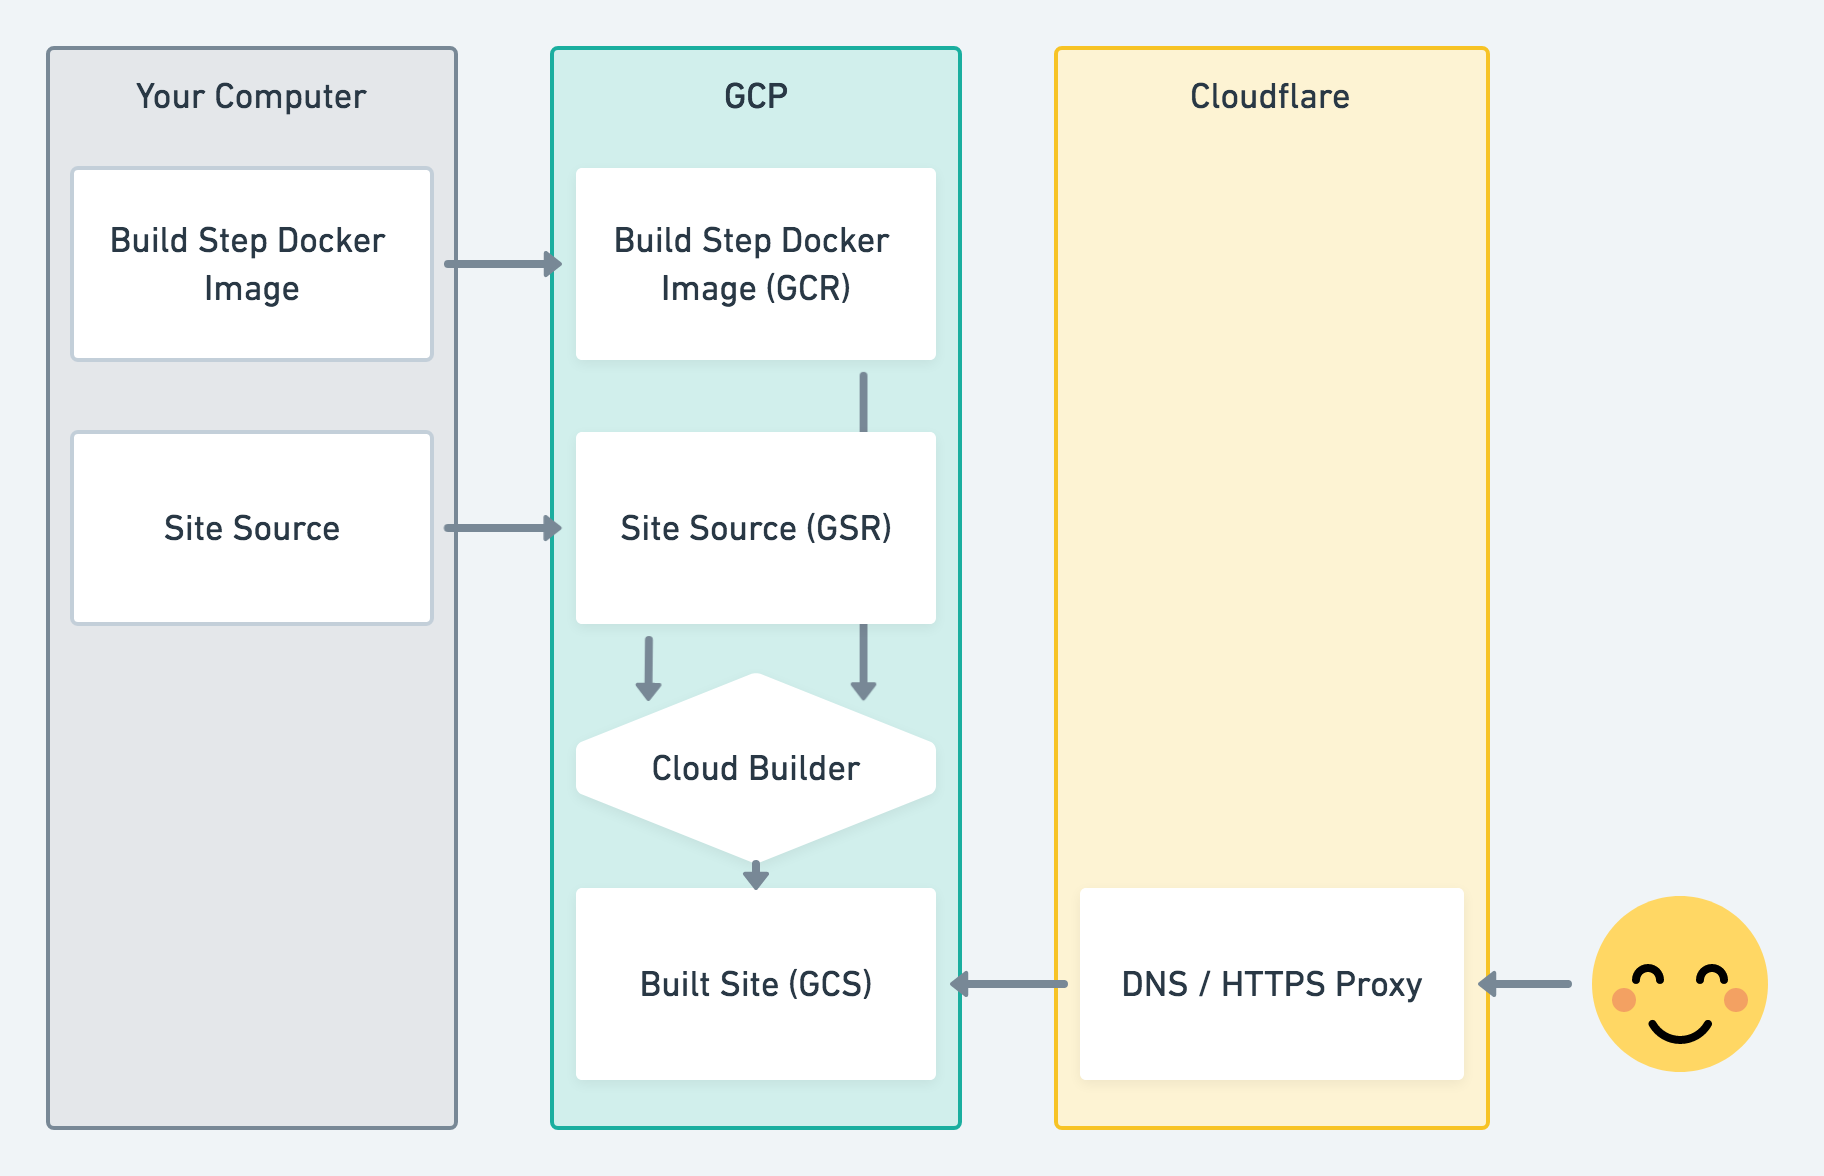 Your Computer
GCP
Cloudflare
Build Step Docker
Image
Build Step Docker
Image (GCR)
Site Source
Site Source (GSR)
Cloud Builder
Built Site (GCS)
DNS / HTTPS Proxy